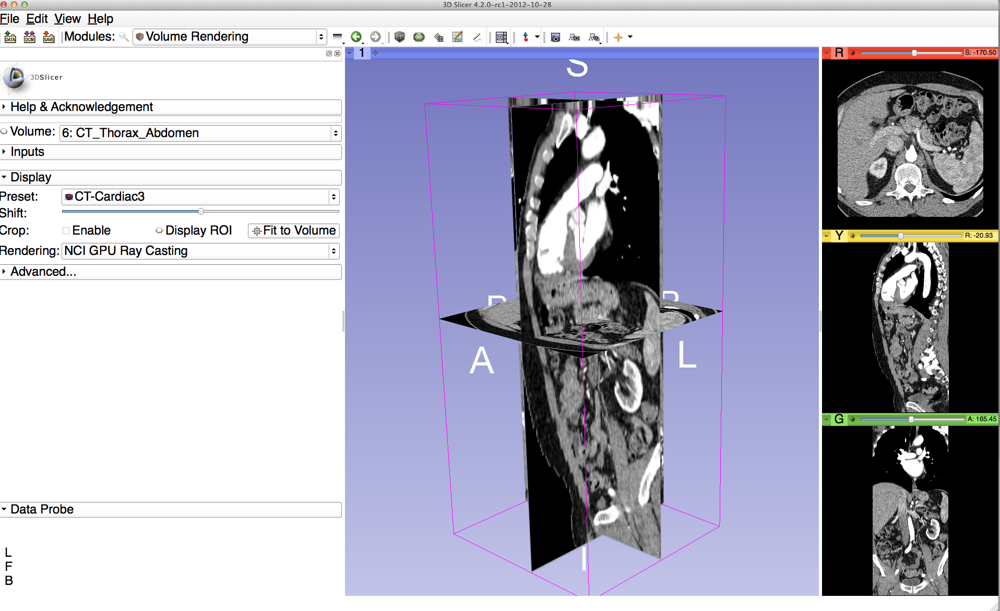 3D Slicer 4.2.0-rc1-2012-10-28
File Edit View Help
DATA DCM SAVE Modules: Volume Rendering
1
R S: -170.50
S
3DSlicer
Help & Acknowledgement
Volume: 6: CT_Thorax_Abdomen
Inputs
Display
Preset: CT-Cardiac3
Shift:
Crop: Enable Display ROI Fit to Volume
Y R: -20.93
Rendering: NCI GPU Ray Casting
Advanced...
R P
A L
G A: 165.45
Data Probe
L
F
B
I